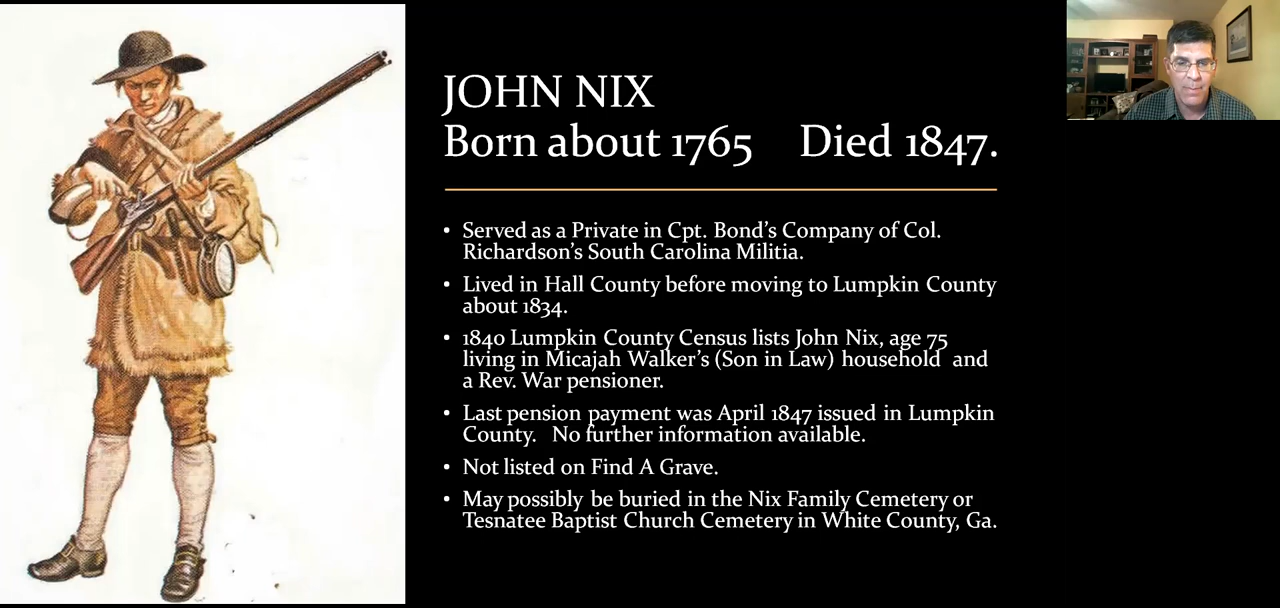 JOHN NIX
Born about 1765 Died 1847.
• Served as a Private in Cpt. Bond's Company of Col.
Richardson's South Carolina Militia.
• Lived in Hall County before moving to Lumpkin County
about 1834.
• 1840 Lumpkin County Census lists John Nix, age 75
living in Micajah Walker's (Son in Law) household and
a Rev. War pensioner.
• Last pension payment was April 1847 issued in Lumpkin
County. No further information available.
• Not listed on Find A Grave.
• May possibly be buried in the Nix Family Cemetery or
Tesnatee Baptist Church Cemetery in White County, Ga.